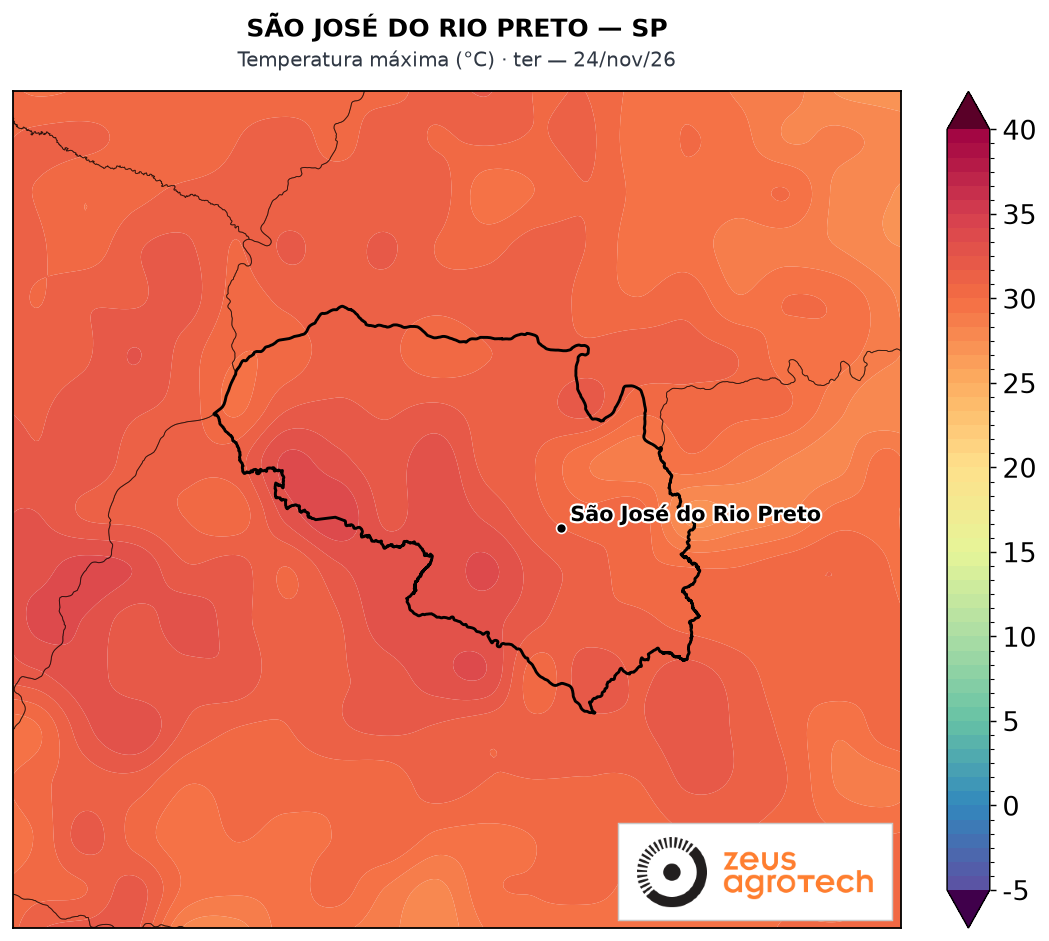 SÃO JOSÉ DO RIO PRETO — SP
Temperatura máxima (°C) · ter — 24/nov/26
40
35
30
25
20
15
10
5
0
-5
São José do Rio Preto
zeus
agrotech